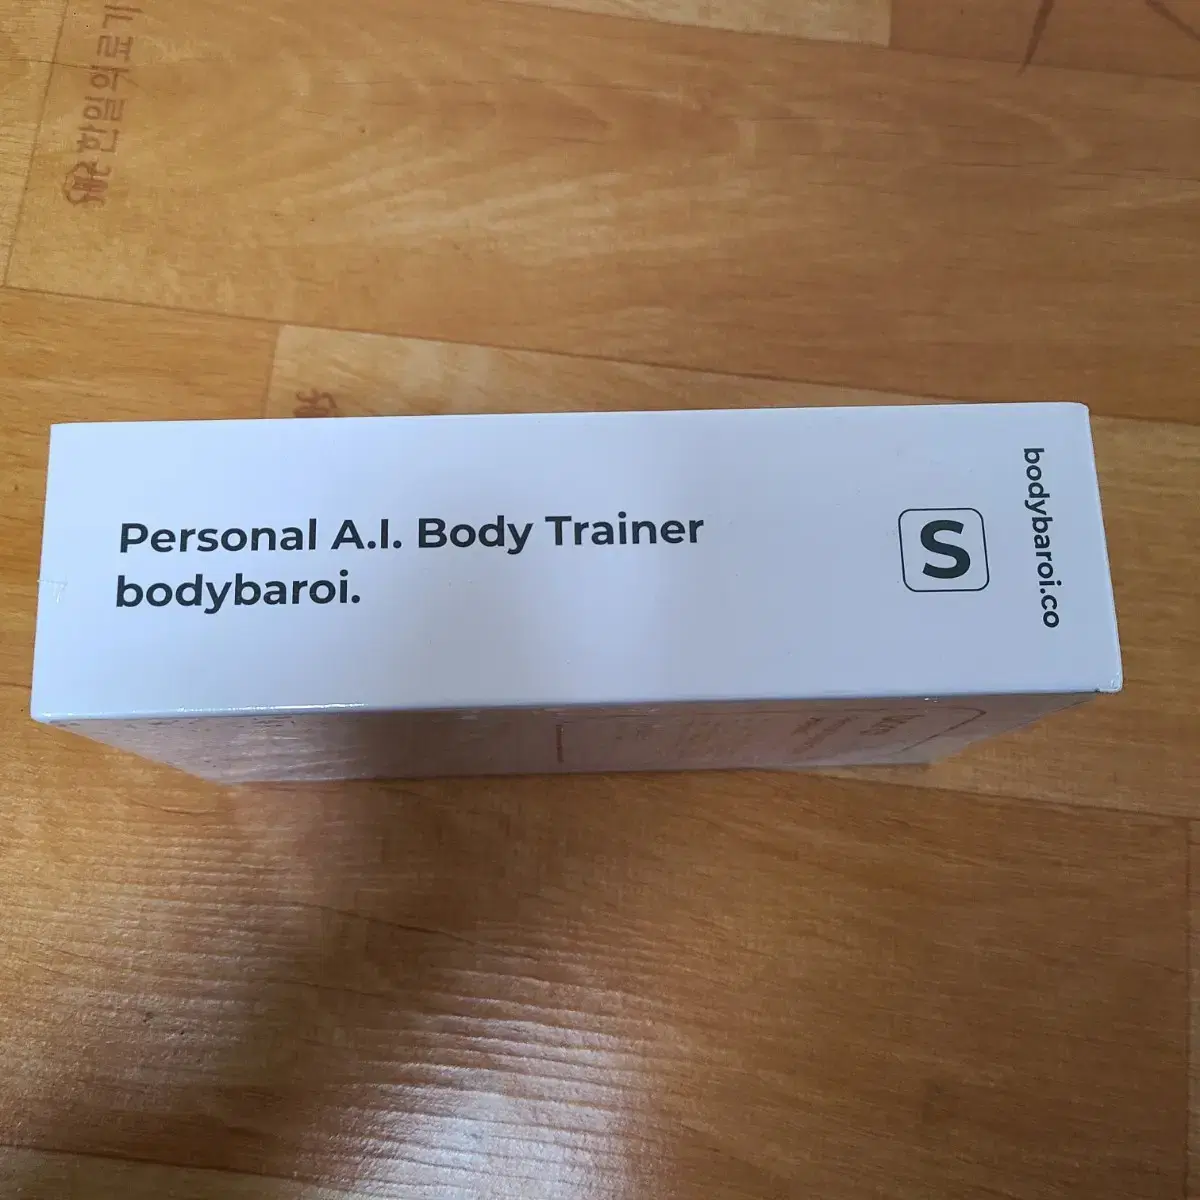 Personal A.I. Body Trainer
bodybaroi.
S
bodybaroi.co